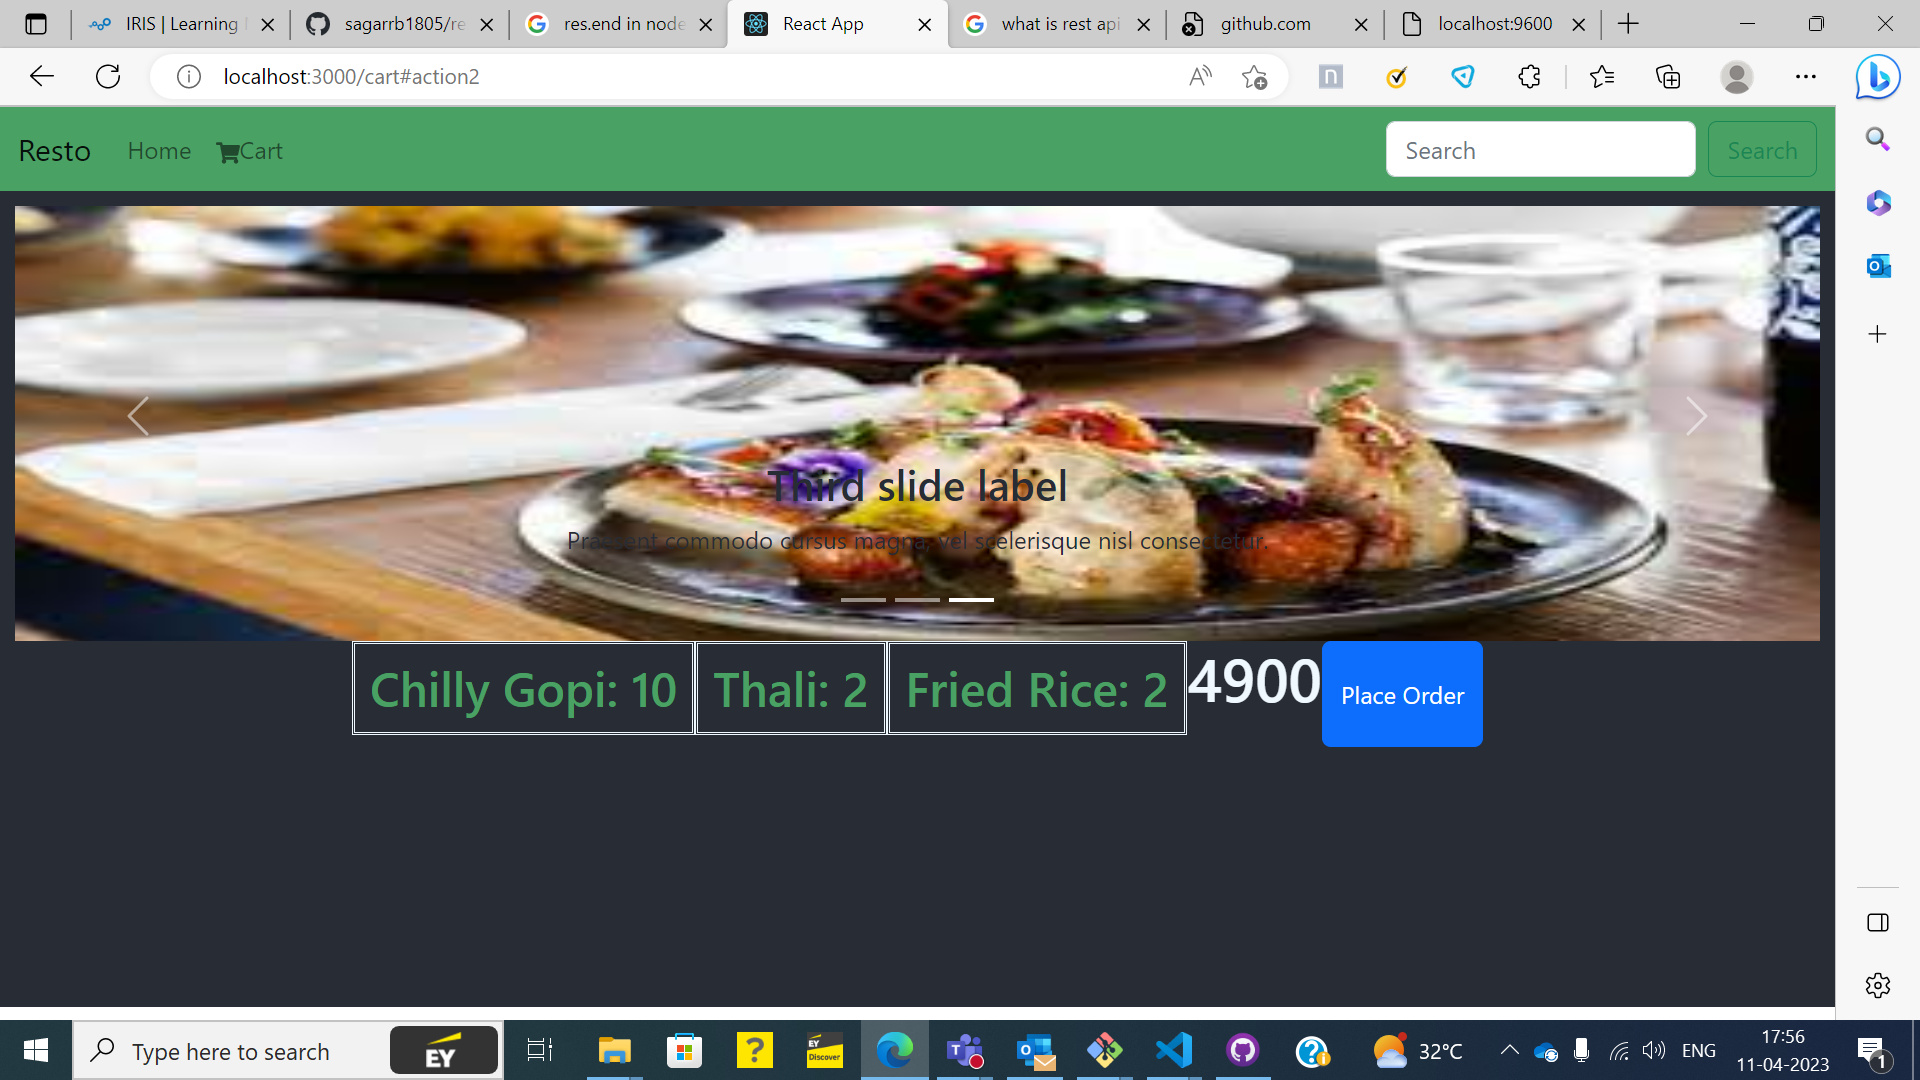 IRIS | Learning
sagarrb1805/re
res.end in node
React App
what is rest api
github.com
localhost:9600
localhost:3000/cart#action2
Resto
Home
Cart
Search
Search
Third slide label
Praesent commodo cursus magna, vel scelerisque nisl consectetur.
Chilly Gopi: 10
Thali: 2
Fried Rice: 2
4900
Place Order
Type here to search
EY
EY
Discover
32°C
ENG
17:56
11-04-2023
1